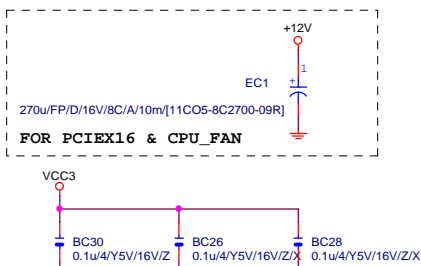 +12V
1
EC1
+
270u/FP/D/16V/8C/A/10m/[11CO5-8C2700-09R]
FOR PCIEX16 & CPU_FAN
VCC3
BC30 BC26 BC28
0.1u/4/Y5V/16V/Z 0.1u/4/Y5V/16V/Z/X 0.1u/4/Y5V/16V/Z/X